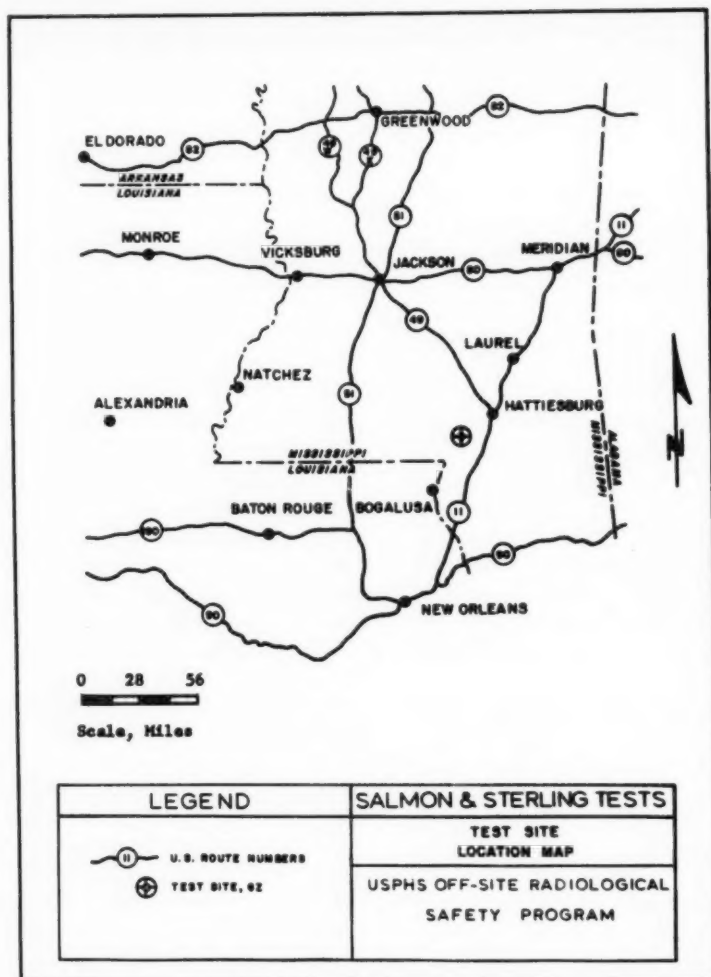 GREENWOOD
82
82
EL DORADO
49
49
ARKANSAS
LOUISIANA
51
11
MONROE
VICKSBURG
JACKSON
80
MERIDIAN
49
LAUREL
NATCHEZ
51
HATTIESBURG
ALEXANDRIA
N
MISSISSIPPI
LOUISIANA
ALABAMA
MISSISSIPPI
BATON ROUGE
BOGALUSA
190
11
90
90
NEW ORLEANS
0 28 56
Scale, Miles
LEGEND
11 U.S. ROUTE NUMBERS
TEST SITE, GZ
SALMON & STERLING TESTS
TEST SITE
LOCATION MAP
USPHS OFF-SITE RADIOLOGICAL
SAFETY PROGRAM